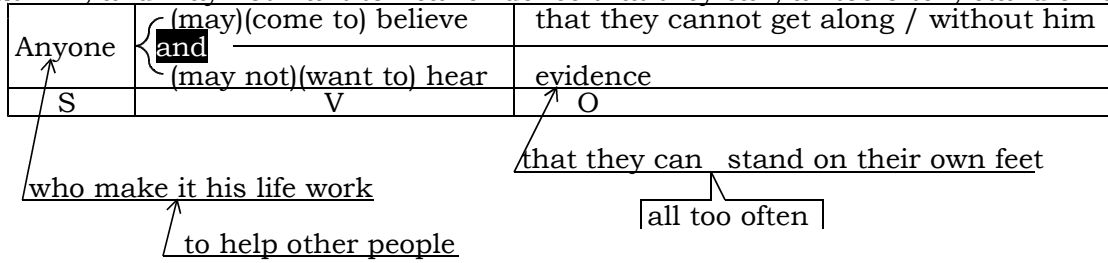 (may)(come to) believe that they cannot get along / without him
Anyone and
(may not)(want to) hear evidence
S V O
that they can stand on their own feet
who make it his life work
all too often
to help other people